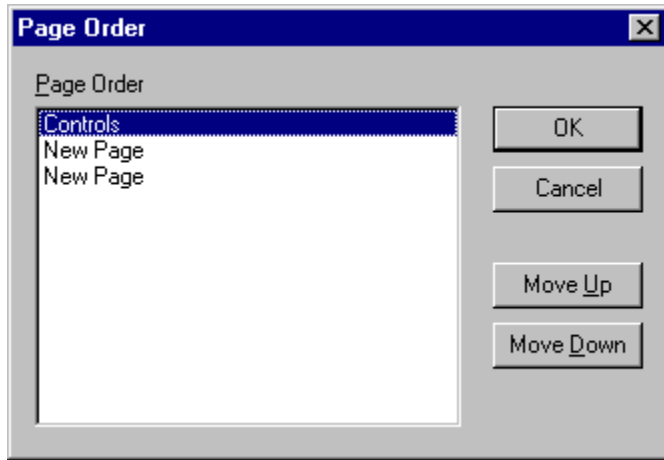 Page Order
Page Order
Controls
New Page
New Page
OK
Cancel
Move Up
Move Down